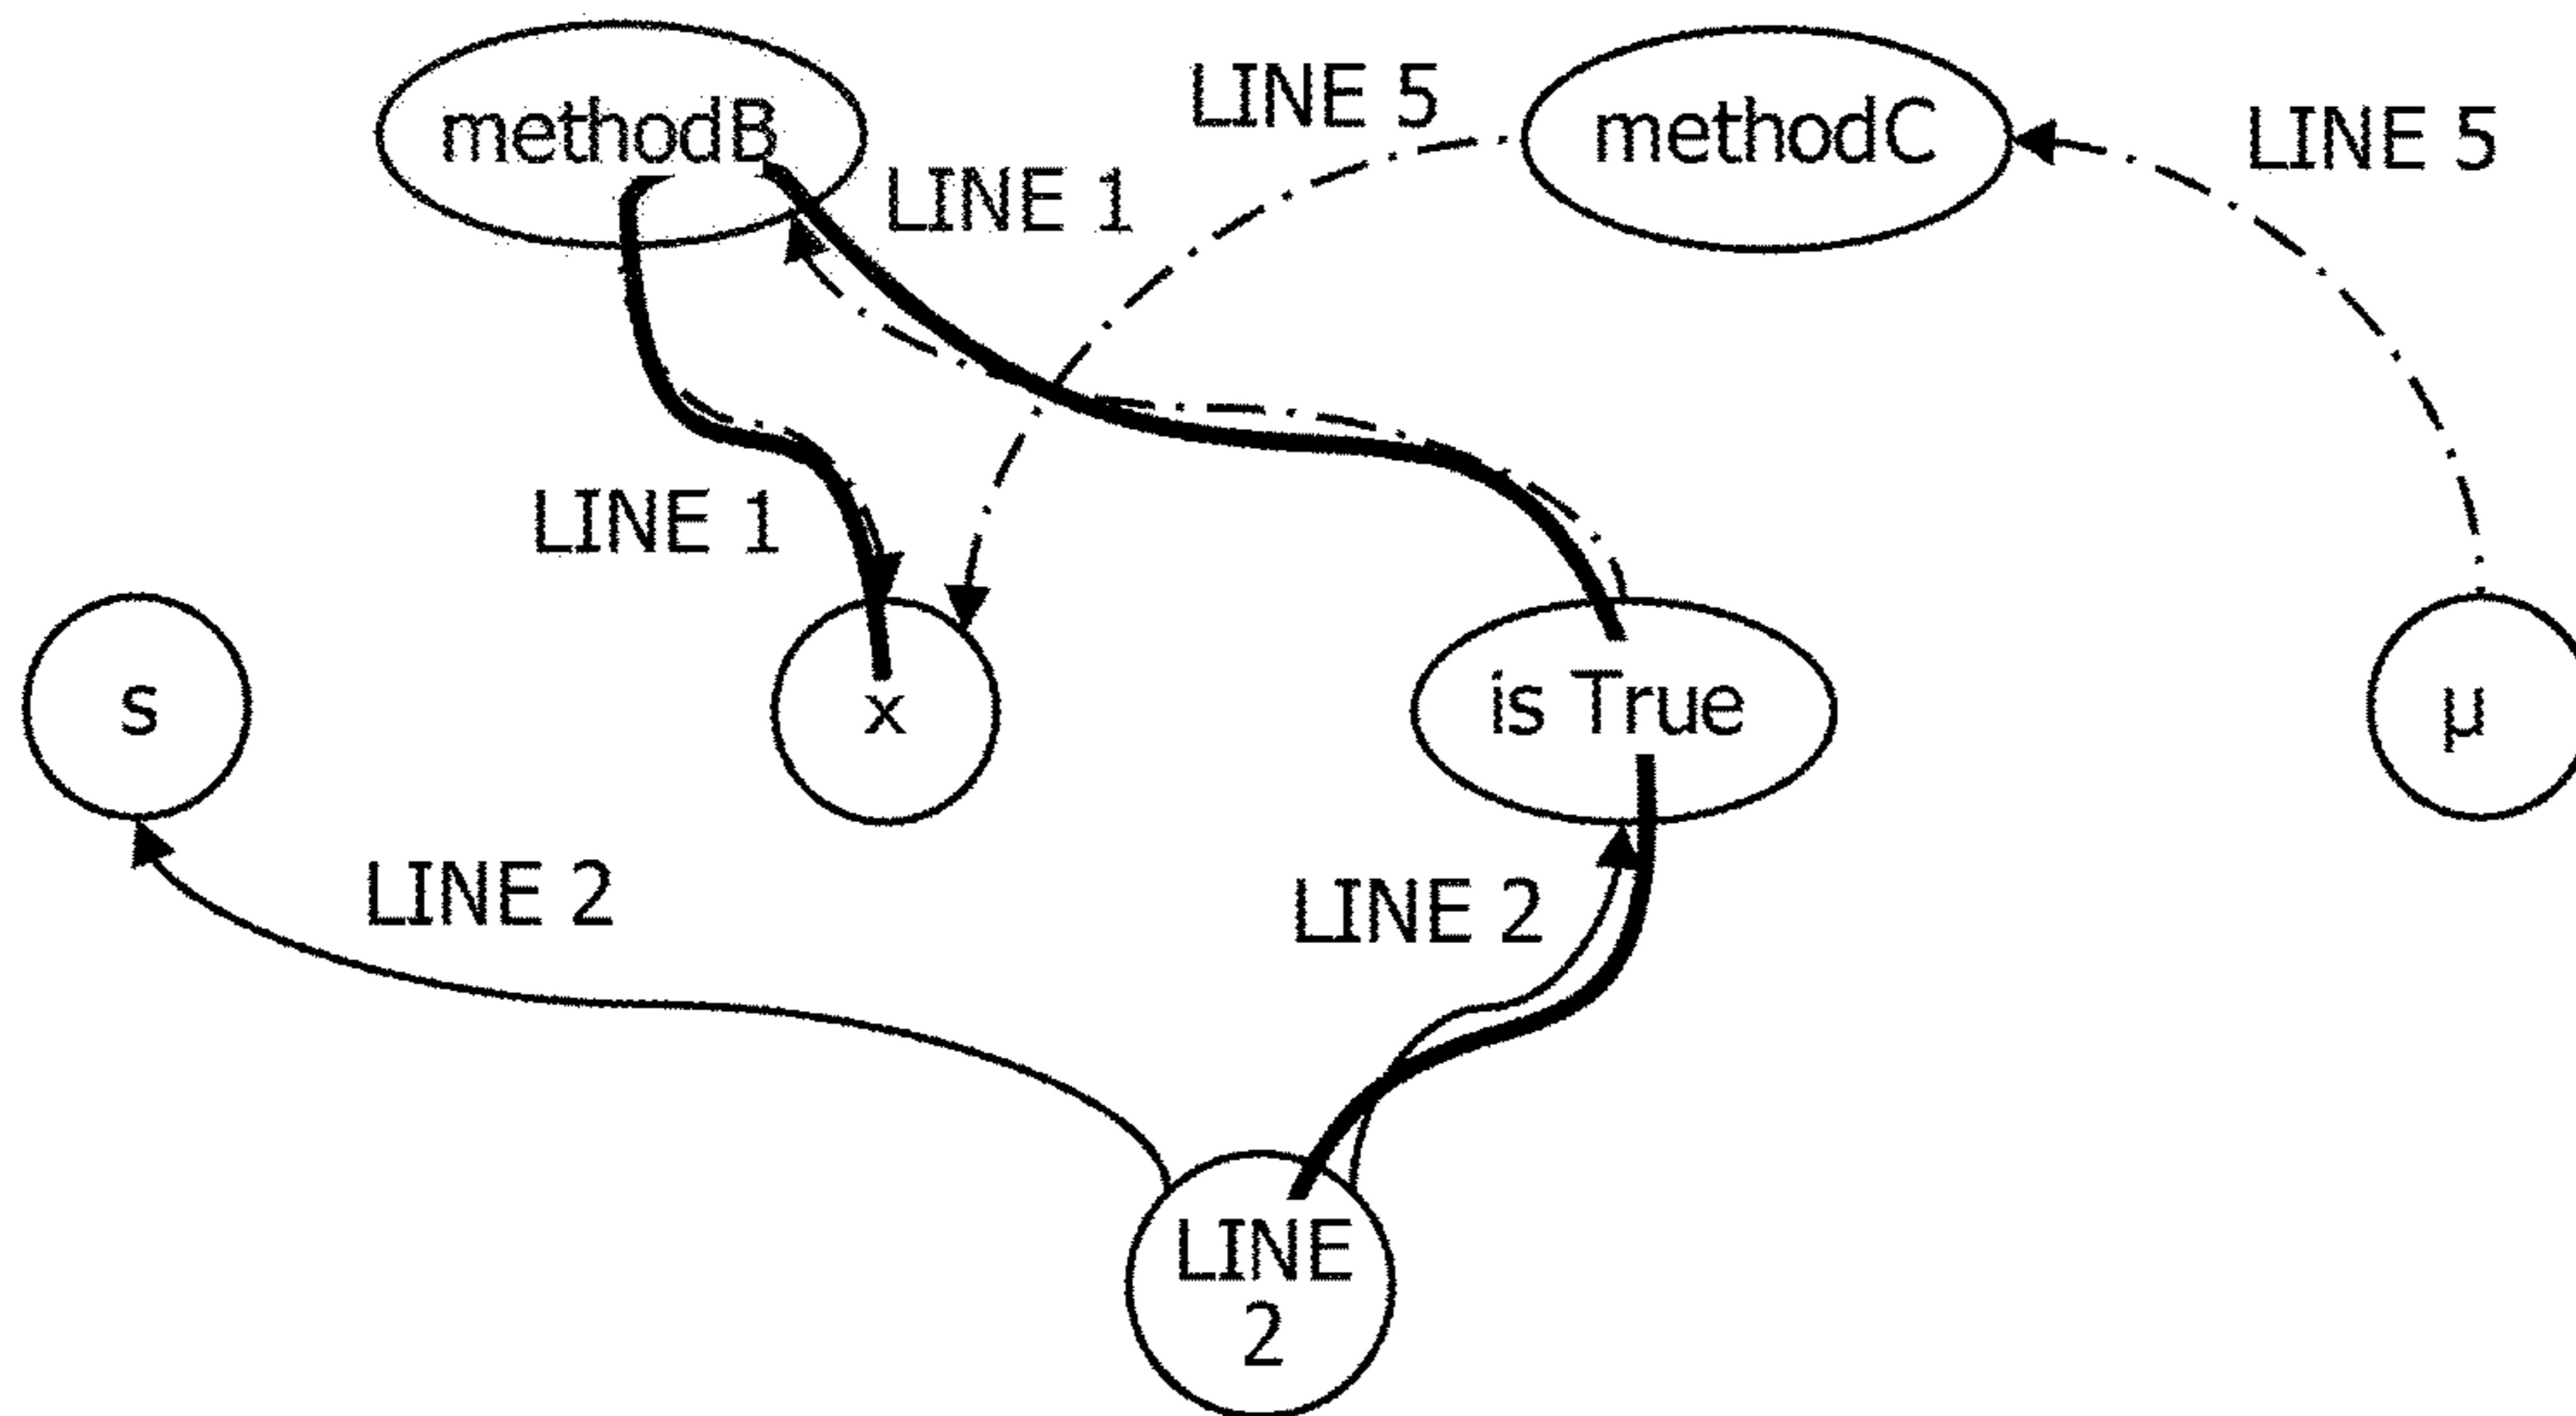 methodB
LINE 5
methodC
LINE 5
LINE 1
LINE 1
s
x
is True
µ
LINE 2
LINE 2
LINE
2